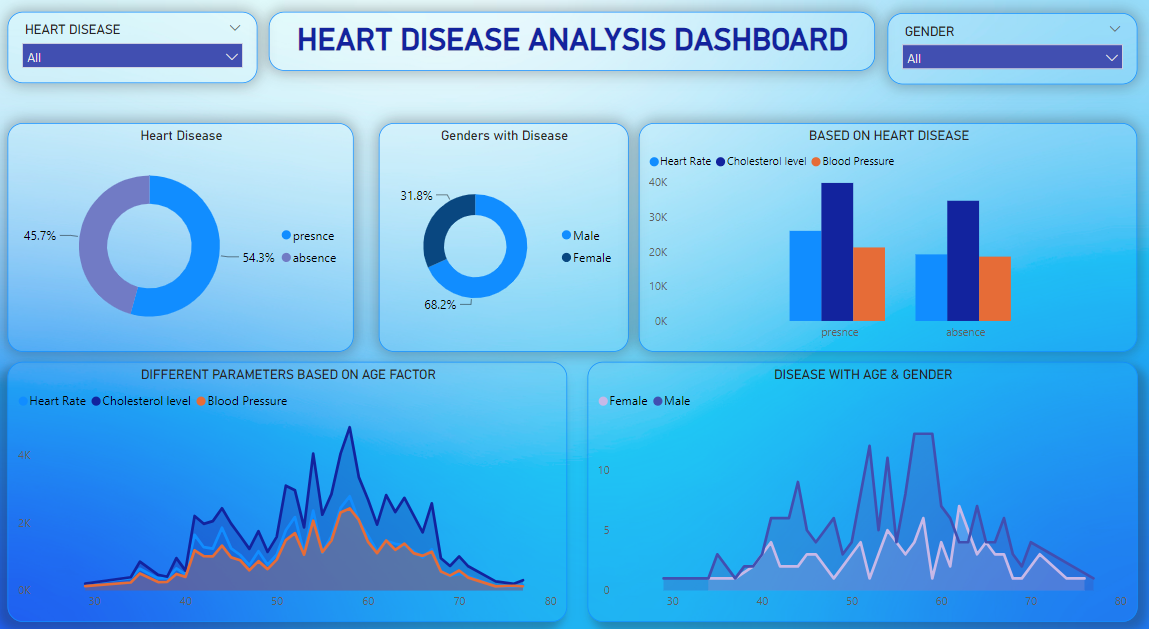 HEART DISEASE
All
HEART DISEASE ANALYSIS DASHBOARD
GENDER
All
Heart Disease
45.7%
54.3%
presnce
absence
Genders with Disease
31.8%
68.2%
Male
Female
BASED ON HEART DISEASE
Heart Rate Cholesterol level Blood Pressure
40K
30K
20K
10K
0K
presnce absence
DIFFERENT PARAMETERS BASED ON AGE FACTOR
Heart Rate Cholesterol level Blood Pressure
4K
2K
0K
30 40 50 60 70 80
DISEASE WITH AGE & GENDER
Female Male
10
5
0
30 40 50 60 70 80